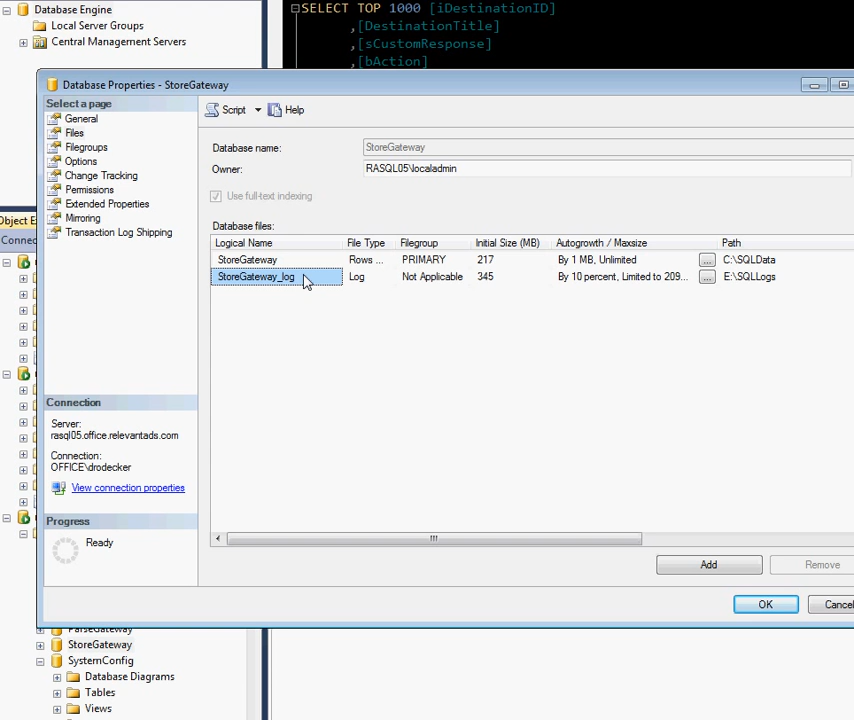 Database Engine
Local Server Groups
Central Management Servers
SELECT TOP 1000 [iDestinationID]
,[DestinationTitle]
,[sCustomResponse]
,[bAction]
Database Properties - StoreGateway
Select a page
General
Files
Filegroups
Options
Change Tracking
Permissions
Extended Properties
Mirroring
Transaction Log Shipping
Script
Help
Database name:
StoreGateway
Owner:
RASQL05\localadmin
Use full-text indexing
Database files:
Logical Name File Type Filegroup Initial Size (MB) Autogrowth / Maxsize Path
StoreGateway Rows ... PRIMARY 217 By 1 MB, Unlimited ... C:\SQLData
StoreGateway_log Log Not Applicable 345 By 10 percent, Limited to 209... ... E:\SQLLogs
Object E
Connec
Connection
Server:
rasql05.office.relevantads.com
Connection:
OFFICE\drodecker
View connection properties
Progress
Ready
Add
Remove
OK
Cancel
ParseGateway
StoreGateway
SystemConfig
Database Diagrams
Tables
Views